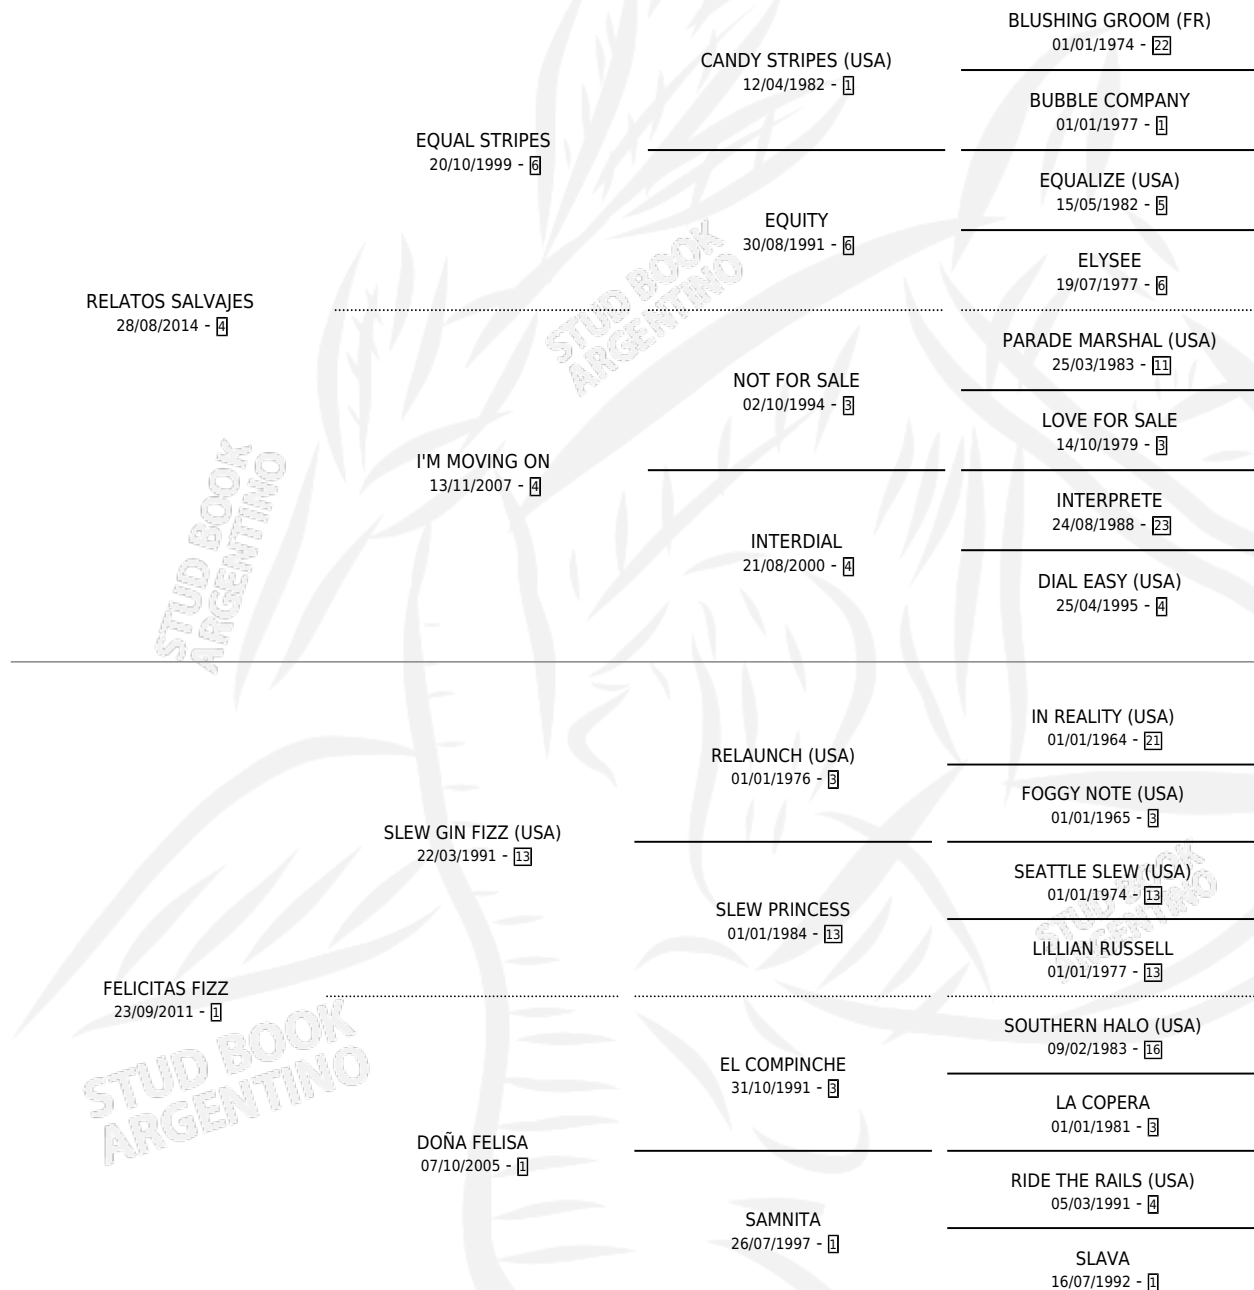 BLUSHING GROOM (FR)
01/01/1974 - 22
CANDY STRIPES (USA)
12/04/1982 - 1
BUBBLE COMPANY
01/01/1977 - 1
EQUAL STRIPES
20/10/1999 - 6
EQUALIZE (USA)
15/05/1982 - 5
EQUITY
30/08/1991 - 6
ELYSEE
19/07/1977 - 6
RELATOS SALVAJES
28/08/2014 - 4
PARADE MARSHAL (USA)
25/03/1983 - 11
NOT FOR SALE
02/10/1994 - 3
LOVE FOR SALE
14/10/1979 - 3
I'M MOVING ON
13/11/2007 - 4
INTERPRETE
24/08/1988 - 23
INTERDIAL
21/08/2000 - 4
DIAL EASY (USA)
25/04/1995 - 4
STUD BOOK
ARGENTINO
STUD BOOK
ARGENTINO
IN REALITY (USA)
01/01/1964 - 21
RELAUNCH (USA)
01/01/1976 - 3
FOGGY NOTE (USA)
01/01/1965 - 3
SLEW GIN FIZZ (USA)
22/03/1991 - 13
SEATTLE SLEW (USA)
01/01/1974 - 13
SLEW PRINCESS
01/01/1984 - 13
LILLIAN RUSSELL
01/01/1977 - 13
STUD BOOK
ARGENTINO
FELICITAS FIZZ
23/09/2011 - 1
SOUTHERN HALO (USA)
09/02/1983 - 16
EL COMPINCHE
31/10/1991 - 3
LA COPERA
01/01/1981 - 3
STUD BOOK
ARGENTINO
DOÑA FELISA
07/10/2005 - 1
RIDE THE RAILS (USA)
05/03/1991 - 4
SAMNITA
26/07/1997 - 1
SLAVA
16/07/1992 - 1